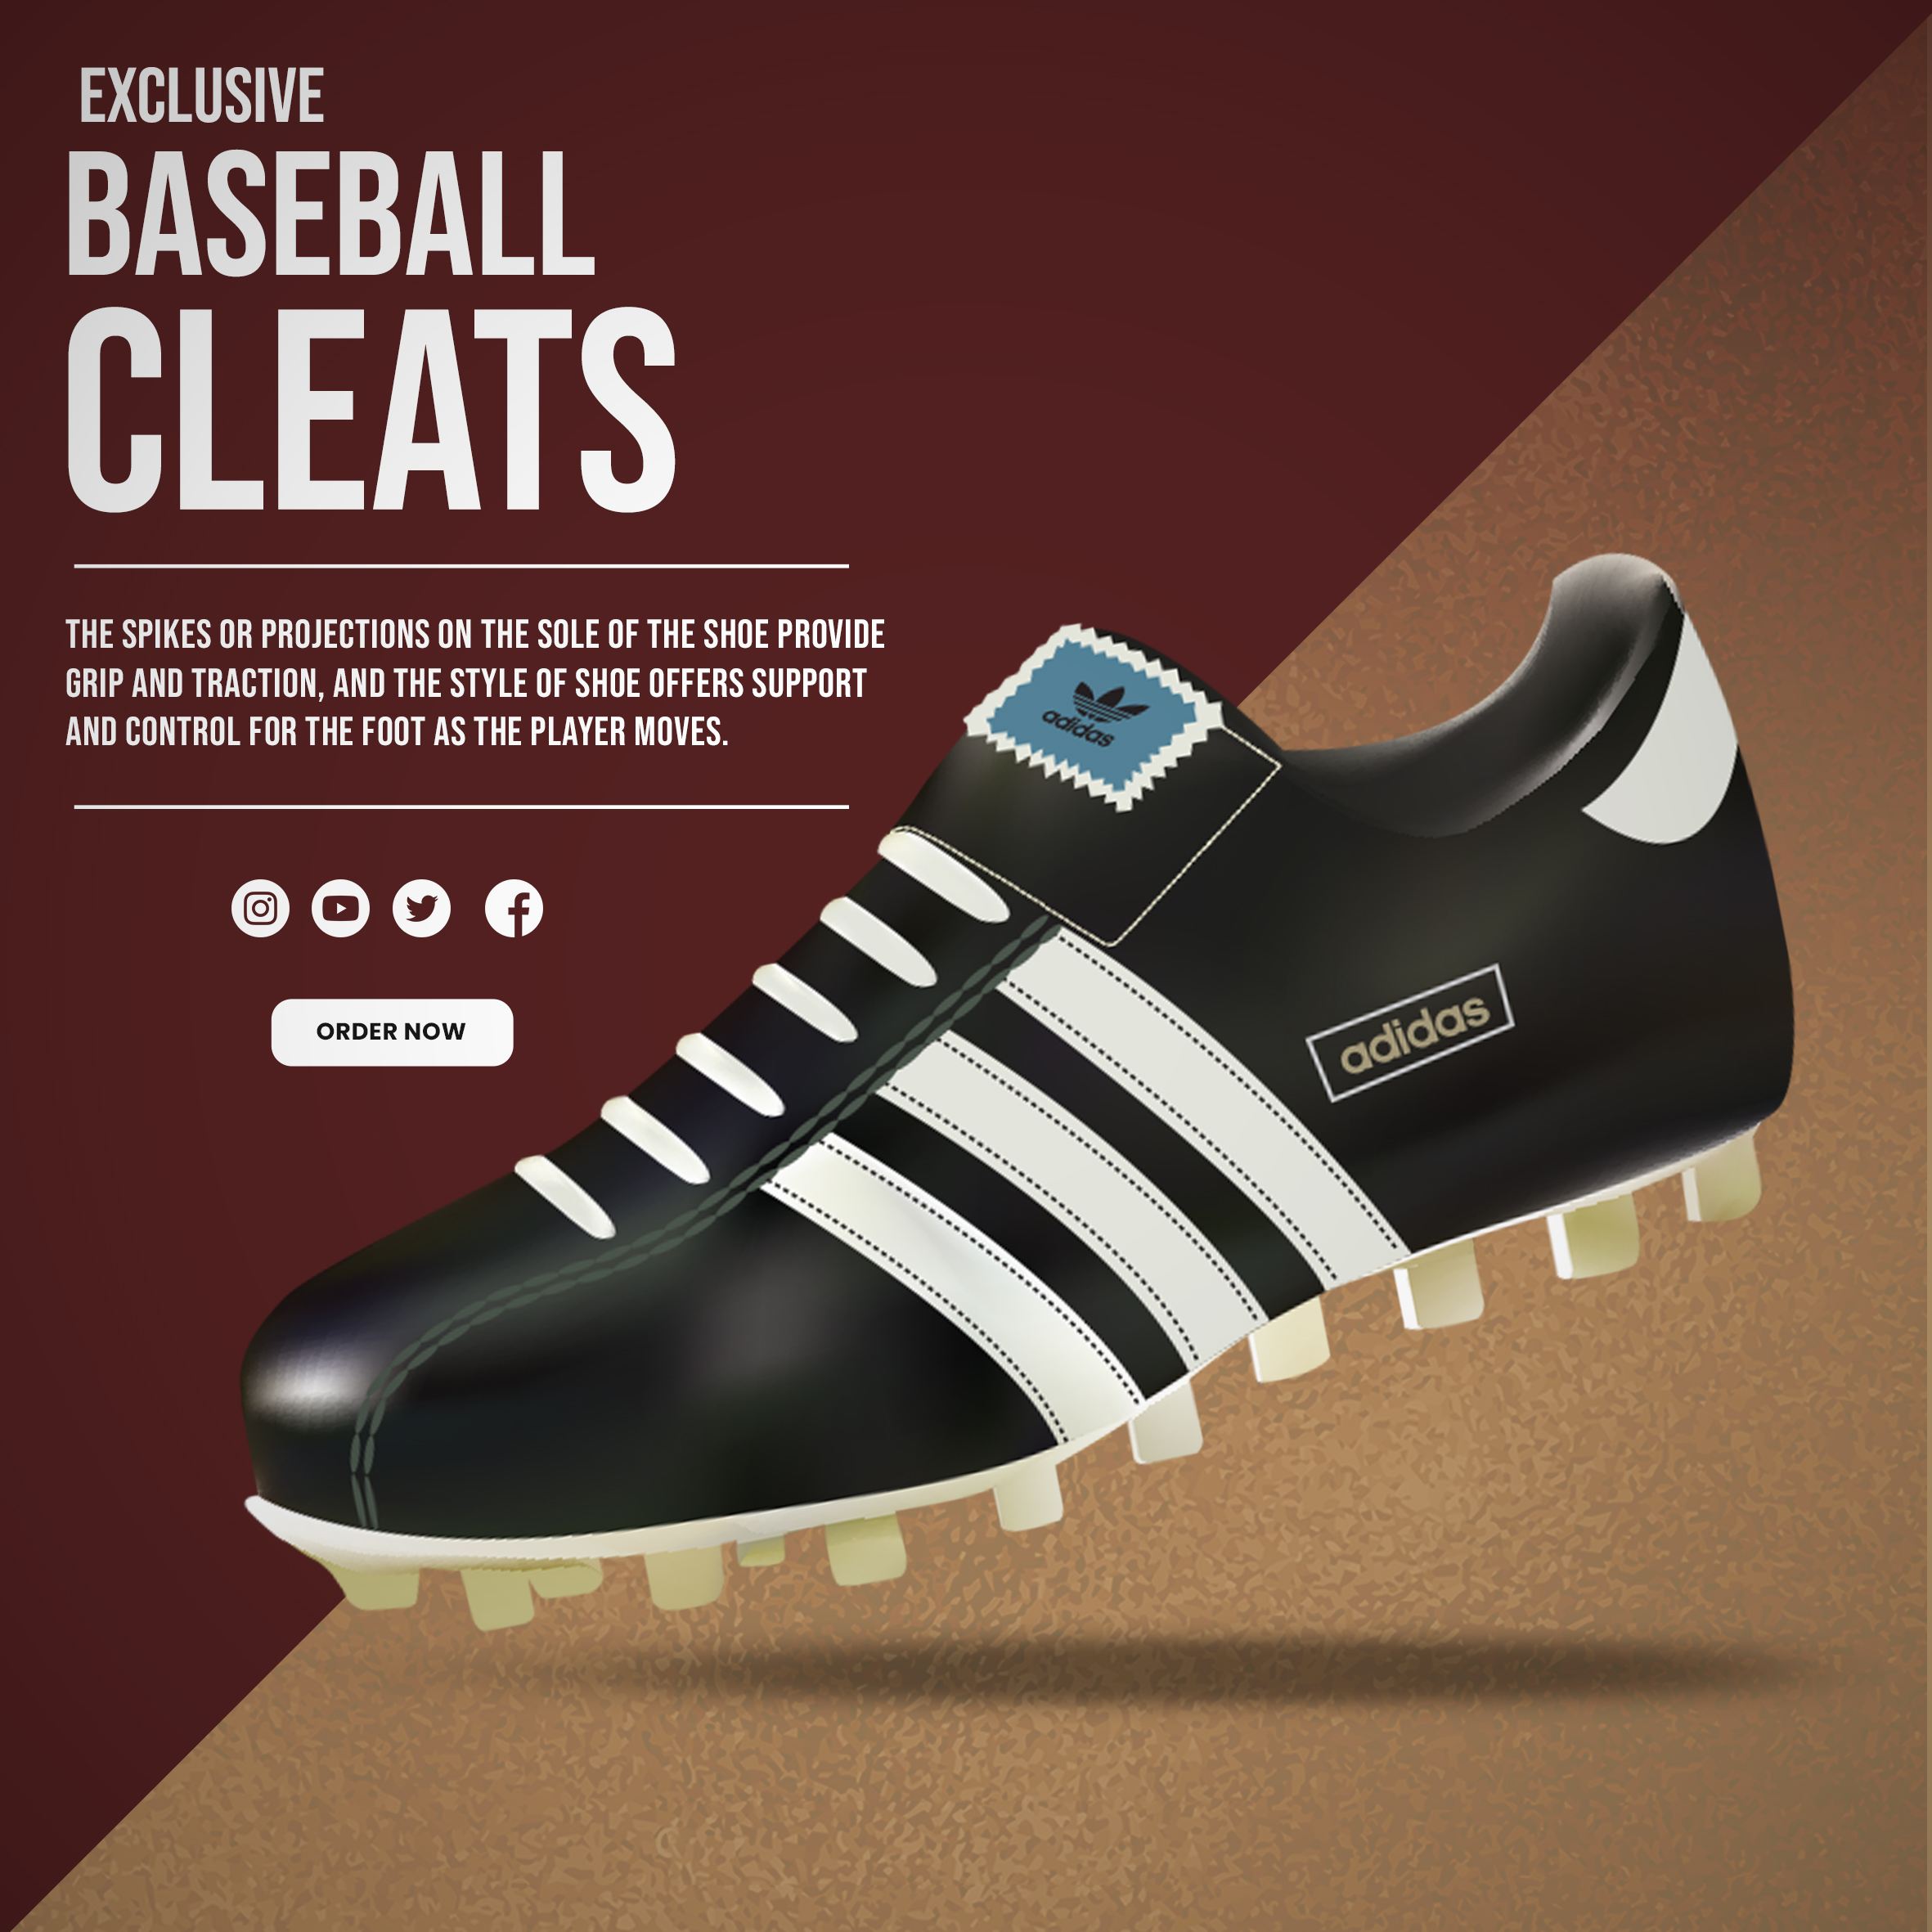 EXCLUSIVE
BASEBALL
CLEATS
THE SPIKES OR PROJECTIONS ON THE SOLE OF THE SHOE PROVIDE
GRIP AND TRACTION, AND THE STYLE OF SHOE OFFERS SUPPORT
AND CONTROL FOR THE FOOT AS THE PLAYER MOVES.
ORDER NOW
adidas
adidas